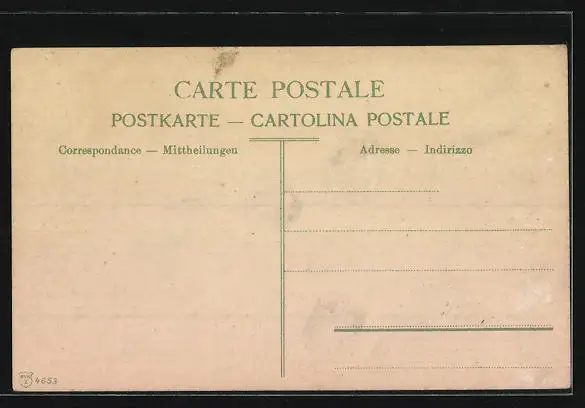 CARTE POSTALE
POSTKARTE — CARTOLINA POSTALE
Correspondance — Mittheilungen
Adresse — Indirizzo
4653